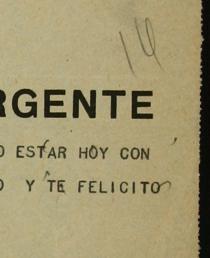 14
RGENTE
O ESTAR HOY CON
O Y TE FELICITO